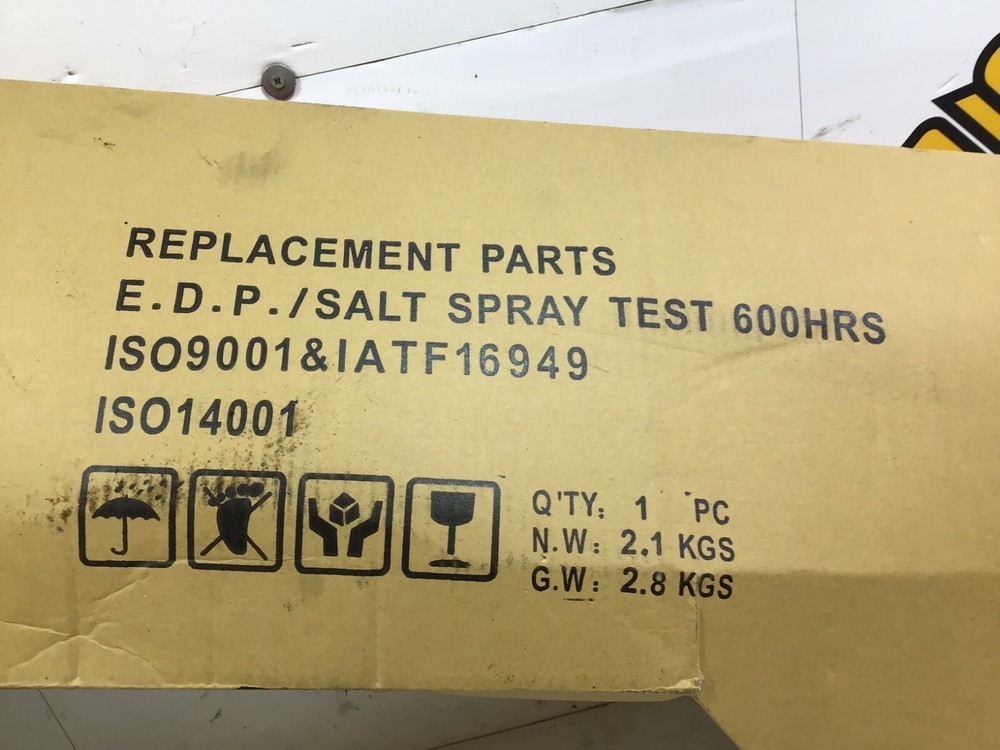 REPLACEMENT PARTS
E.D.P./SALT SPRAY TEST 600HRS
ISO9001&IATF16949
ISO14001
Q'TY: 1 PC
N.W: 2.1 KGS
G.W: 2.8 KGS